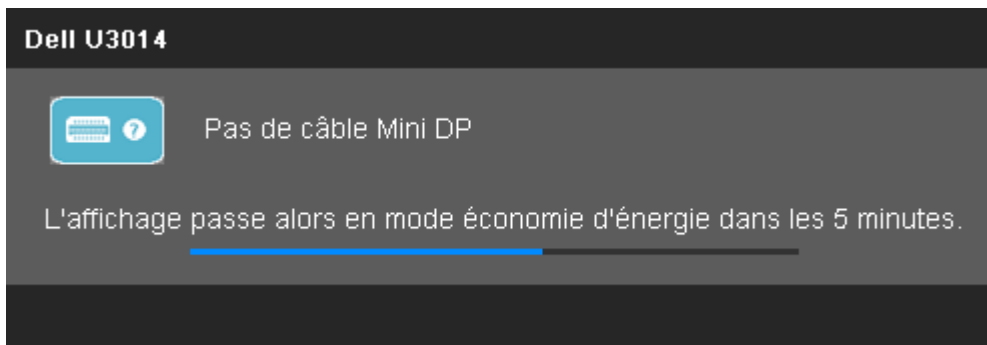 Dell U3014
Pas de câble Mini DP
L'affichage passe alors en mode économie d'énergie dans les 5 minutes.